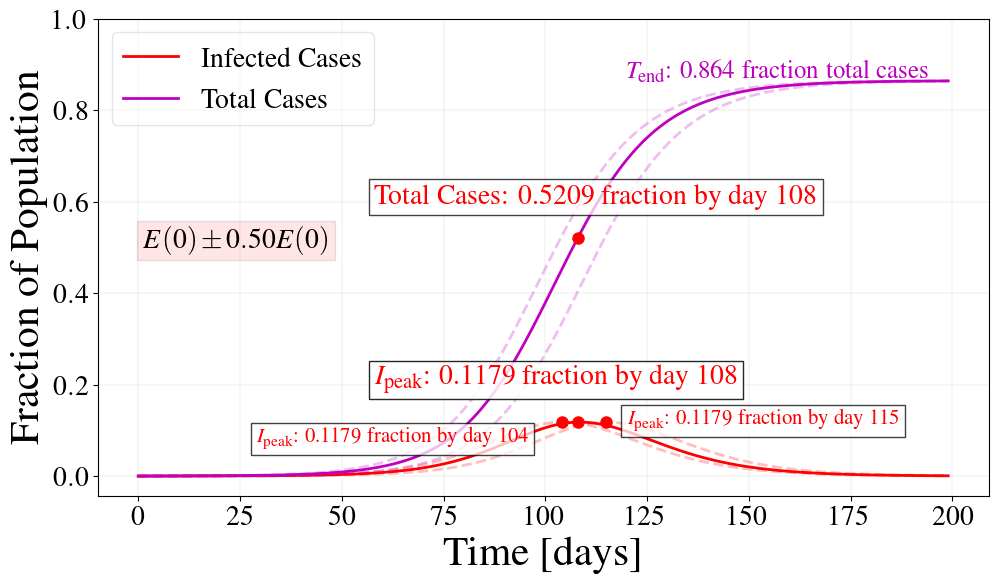 Infected Cases
Total Cases
T_end: 0.864 fraction total cases
Total Cases: 0.5209 fraction by day 108
E(0) ± 0.50E(0)
I_peak: 0.1179 fraction by day 108
I_peak: 0.1179 fraction by day 104
I_peak: 0.1179 fraction by day 115
Fraction of Population
1.0
0.8
0.6
0.4
0.2
0.0
0 25 50 75 100 125 150 175 200
Time [days]